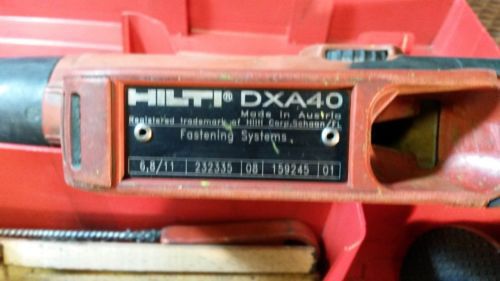 HILTI® DXA40
Made in Austria
Registered trademark of Hilti Corp.Schaan/FL
Fastening Systems
6,8/11 232335 08 159245 01